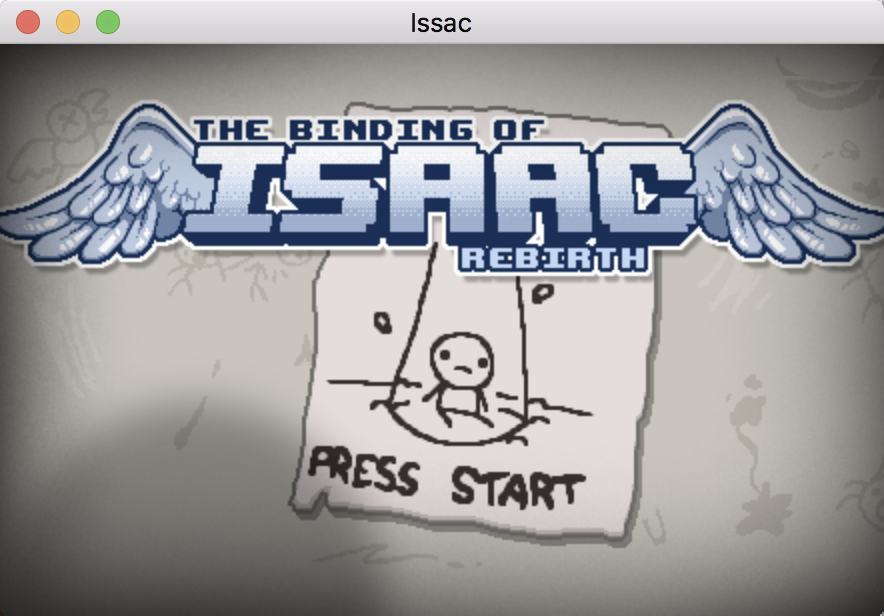 Issac
THE BINDING OF
ISAAC
REBIRTH
PRESS START